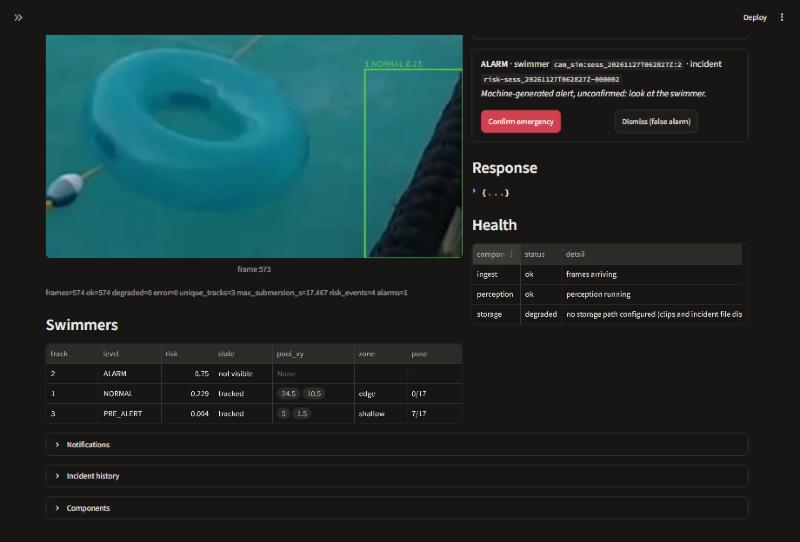 Deploy
1 NORMAL 0.23
frame 573
frames=574 ok=574 degraded=0 error=0 unique_tracks=3 max_submersion_s=17.467 risk_events=4 alarms=1
Swimmers
track level risk state pool_xy zone pose
2 ALARM 0.75 not visible None -
1 NORMAL 0.229 tracked 24.5 10.5 edge 0/17
3 PRE_ALERT 0.004 tracked 5 1.5 shallow 7/17
ALARM · swimmer cam_sim:sess_20261127T062827Z:2 · incident
risk-sess_20261127T062827Z-000002
Machine-generated alert, unconfirmed: look at the swimmer.
Confirm emergency Dismiss (false alarm)
Response
{...}
Health
compon status detail
ingest ok frames arriving
perception ok perception running
storage degraded no storage path configured (clips and incident file dis
Notifications
Incident history
Components